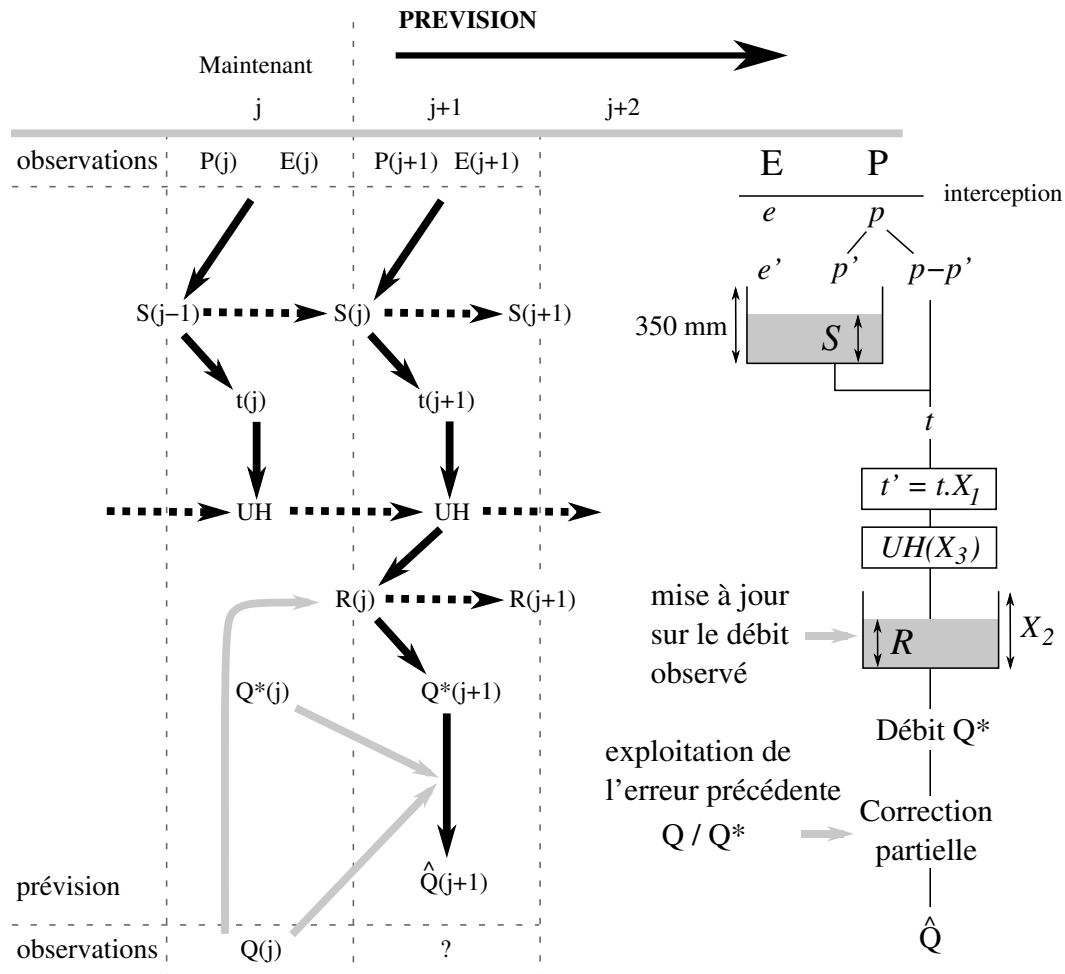 PREVISION
Maintenant
j j+1 j+2
observations P(j) E(j) P(j+1) E(j+1)
S(j−1) S(j) S(j+1)
t(j) t(j+1)
UH UH
R(j) R(j+1)
Q*(j) Q*(j+1)
prévision Q̂(j+1)
observations Q(j) ?
E P
interception
e p
e' p' p−p'
350 mm S
t
t' = t.X₁
UH(X₃)
mise à jour
sur le débit
observé
R X₂
Débit Q*
exploitation de
l'erreur précédente
Q / Q*
Correction
partielle
Q̂